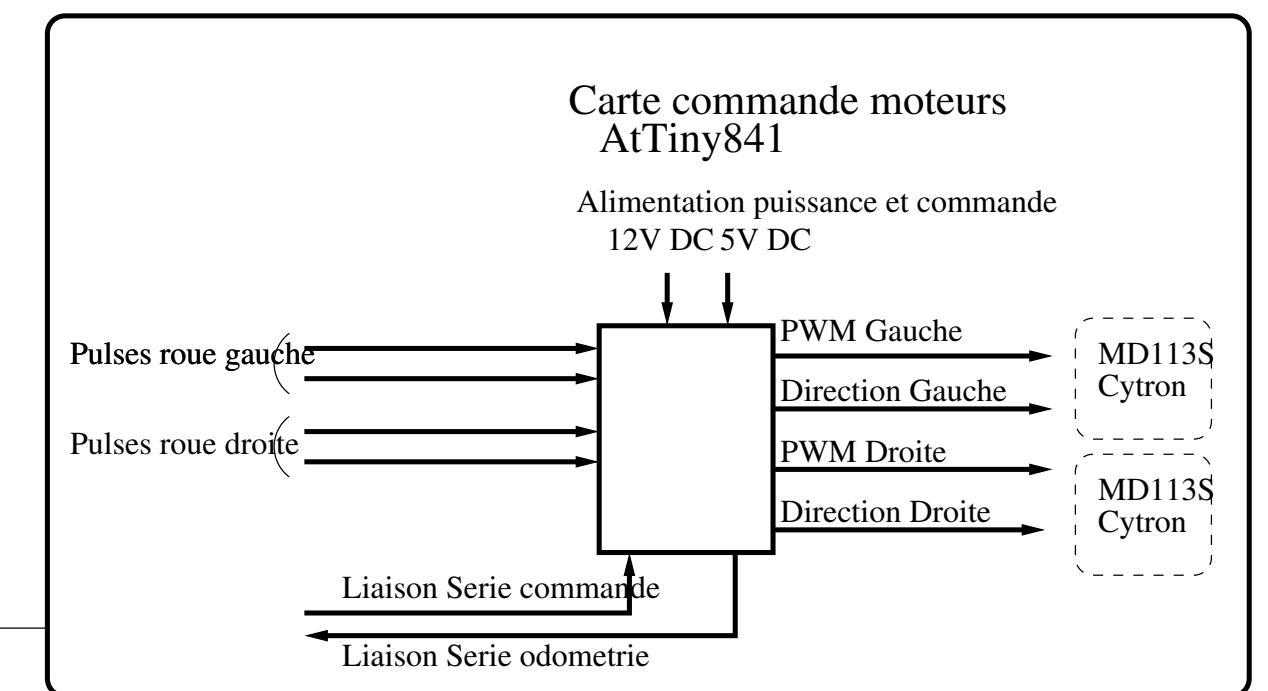 Carte commande moteurs
AtTiny841
Alimentation puissance et commande
12V DC 5V DC
Pulses roue gauche
Pulses roue droite
PWM Gauche
Direction Gauche
PWM Droite
Direction Droite
MD113S
Cytron
MD113S
Cytron
Liaison Serie commande
Liaison Serie odometrie